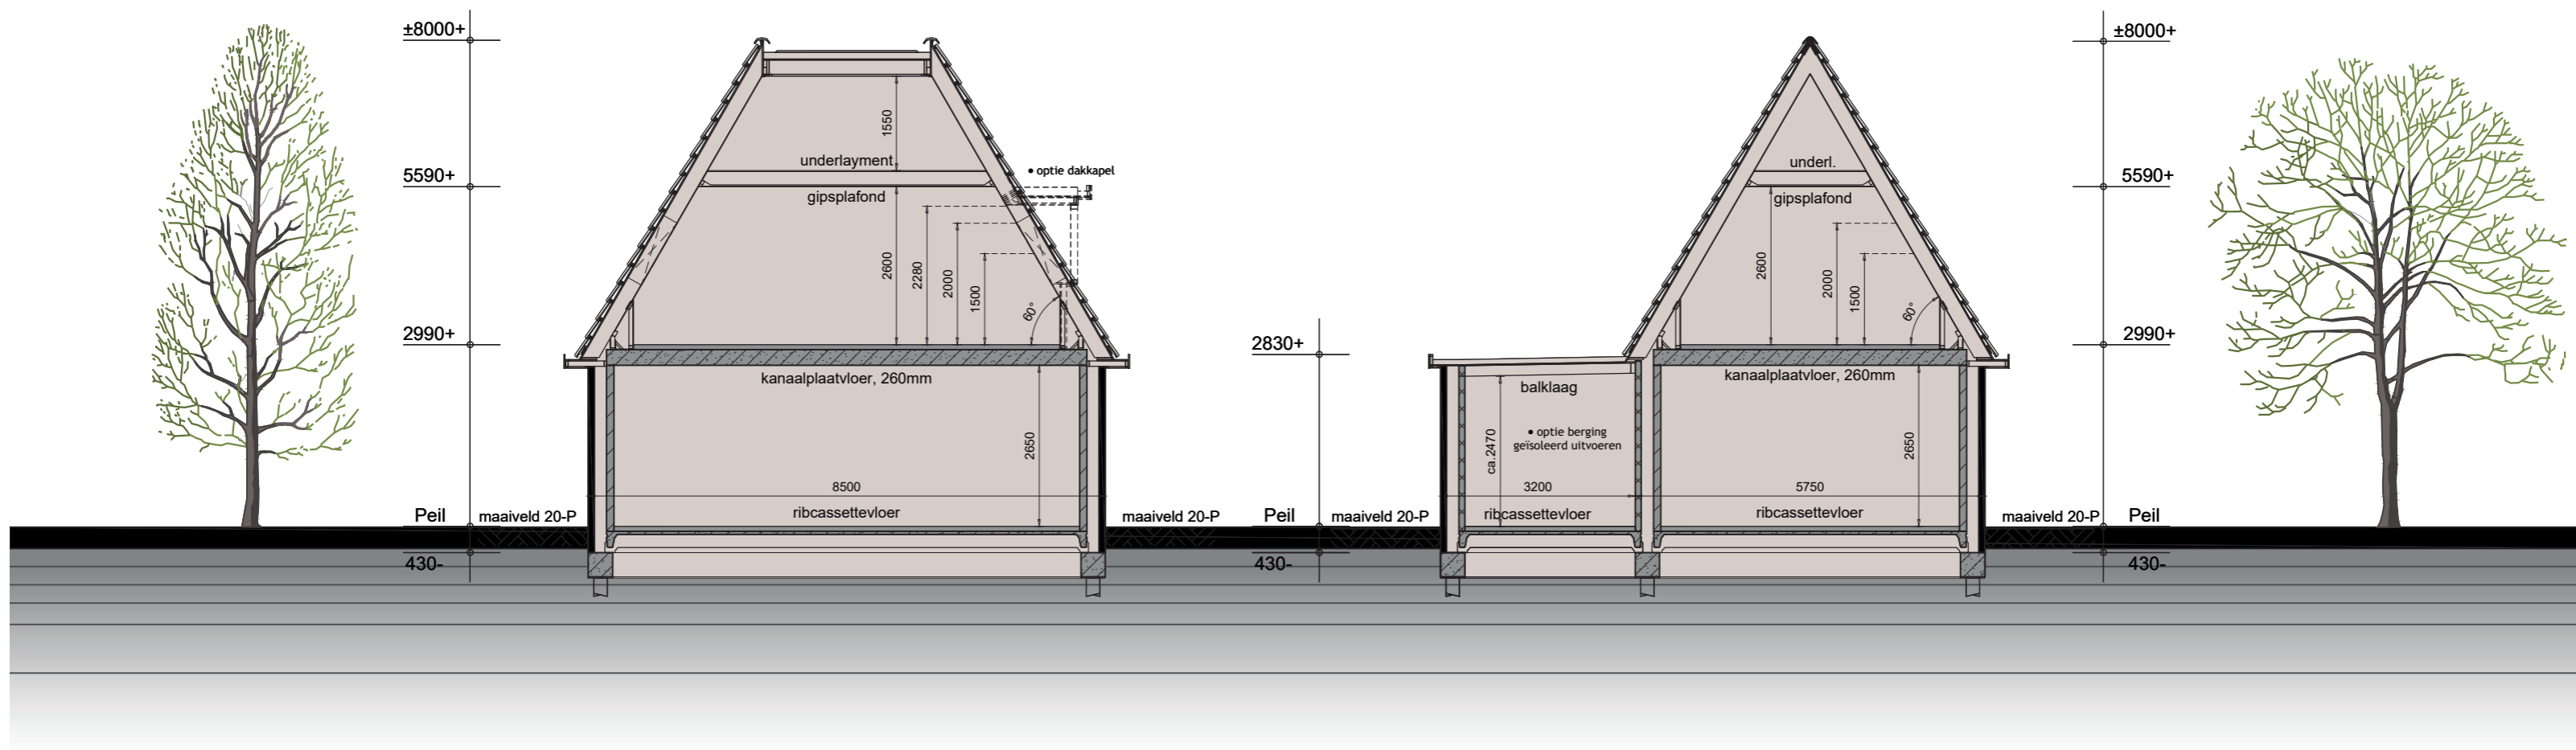 ±8000+
5590+
2990+
Peil
maaiveld 20-P
430-
1550
underlayment
gipsplafond
• optie dakkapel
2600
2280
2000
1500
60°
kanaalplaatvloer, 260mm
2650
8500
ribcassettevloer
maaiveld 20-P
2830+
Peil
maaiveld 20-P
430-
balklaag
• optie berging
geïsoleerd uitvoeren
ca.2470
3200
ribcassettevloer
underl.
gipsplafond
2600
2000
1500
60°
kanaalplaatvloer, 260mm
2650
5750
ribcassettevloer
±8000+
5590+
2990+
maaiveld 20-P
Peil
430-